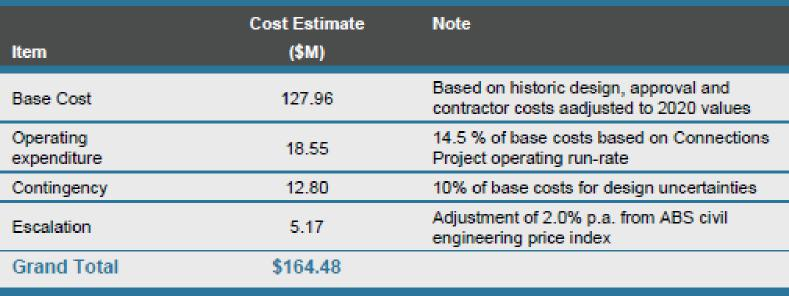 Cost Estimate Note
Item ($M)
Base Cost 127.96 Based on historic design, approval and
contractor costs aadjusted to 2020 values
Operating
expenditure 18.55 14.5 % of base costs based on Connections
Project operating run-rate
Contingency 12.80 10% of base costs for design uncertainties
Escalation 5.17 Adjustment of 2.0% p.a. from ABS civil
engineering price index
Grand Total $164.48